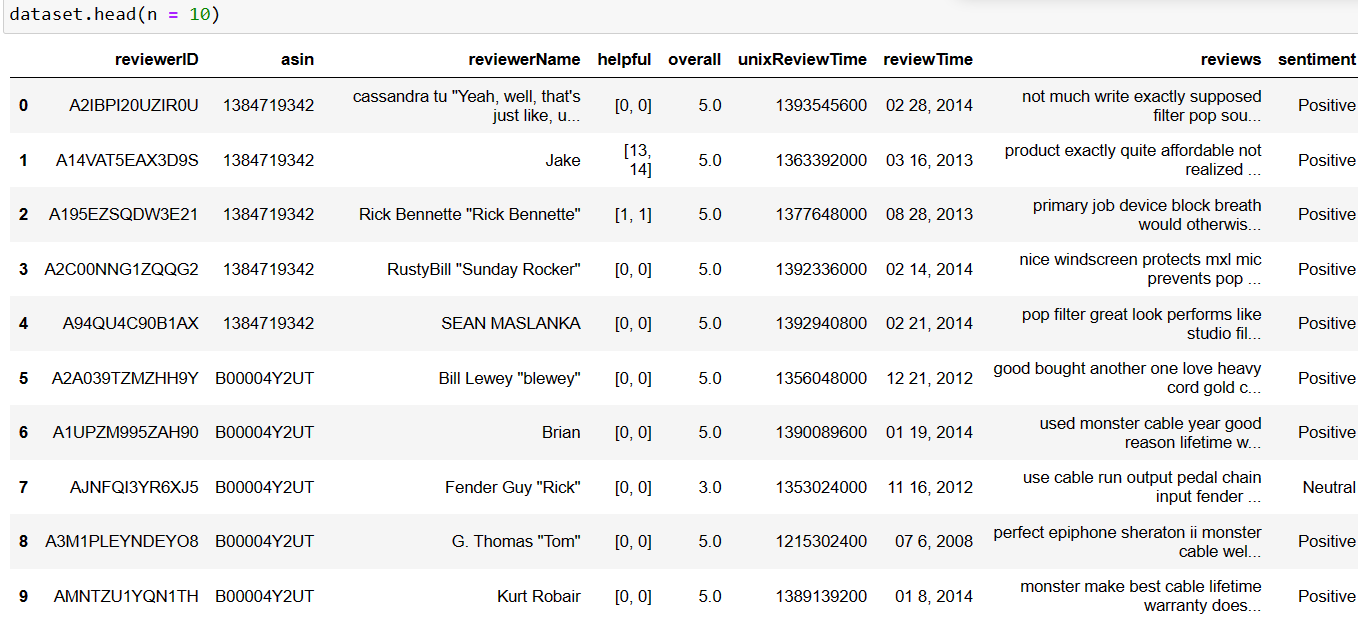 dataset.head(n = 10)
reviewerID asin reviewerName helpful overall unixReviewTime reviewTime reviews sentiment
0 A2IBPI20UZIR0U 1384719342 cassandra tu "Yeah, well, that's just like, u... [0, 0] 5.0 1393545600 02 28, 2014 not much write exactly supposed filter pop sou... Positive
1 A14VAT5EAX3D9S 1384719342 Jake [13, 14] 5.0 1363392000 03 16, 2013 product exactly quite affordable not realized ... Positive
2 A195EZSQDW3E21 1384719342 Rick Bennette "Rick Bennette" [1, 1] 5.0 1377648000 08 28, 2013 primary job device block breath would otherwis... Positive
3 A2C00NNG1ZQQG2 1384719342 RustyBill "Sunday Rocker" [0, 0] 5.0 1392336000 02 14, 2014 nice windscreen protects mxl mic prevents pop ... Positive
4 A94QU4C90B1AX 1384719342 SEAN MASLANKA [0, 0] 5.0 1392940800 02 21, 2014 pop filter great look performs like studio fil... Positive
5 A2A039TZMZHH9Y B00004Y2UT Bill Lewey "blewey" [0, 0] 5.0 1356048000 12 21, 2012 good bought another one love heavy cord gold c... Positive
6 A1UPZM995ZAH90 B00004Y2UT Brian [0, 0] 5.0 1390089600 01 19, 2014 used monster cable year good reason lifetime w... Positive
7 AJNFQI3YR6XJ5 B00004Y2UT Fender Guy "Rick" [0, 0] 3.0 1353024000 11 16, 2012 use cable run output pedal chain input fender ... Neutral
8 A3M1PLEYNDEYO8 B00004Y2UT G. Thomas "Tom" [0, 0] 5.0 1215302400 07 6, 2008 perfect epiphone sheraton ii monster cable wel... Positive
9 AMNTZU1YQN1TH B00004Y2UT Kurt Robair [0, 0] 5.0 1389139200 01 8, 2014 monster make best cable lifetime warranty does... Positive